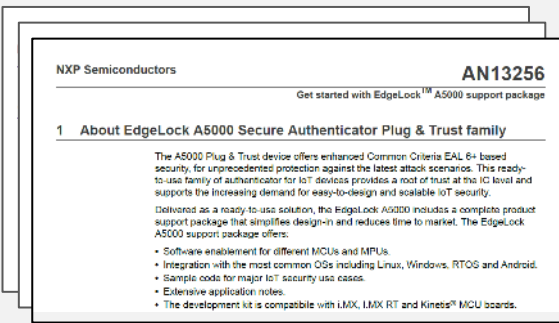 NXP Semiconductors
AN13256
Get started with EdgeLock™ A5000 support package
1 About EdgeLock A5000 Secure Authenticator Plug & Trust family
The A5000 Plug & Trust device offers enhanced Common Criteria EAL 6+ based
security, for unprecedented protection against the latest attack scenarios. This ready-
to-use family of authenticator for IoT devices provides a root of trust at the IC level and
supports the increasing demand for easy-to-design and scalable IoT security.
Delivered as a ready-to-use solution, the EdgeLock A5000 includes a complete product
support package that simplifies design-in and reduces time to market. The EdgeLock
A5000 support package offers:
• Software enablement for different MCUs and MPUs.
• Integration with the most common OSs including Linux, Windows, RTOS and Android.
• Sample code for major IoT security use cases.
• Extensive application notes.
• The development kit is compatible with i.MX, i.MX RT and Kinetis® MCU boards.